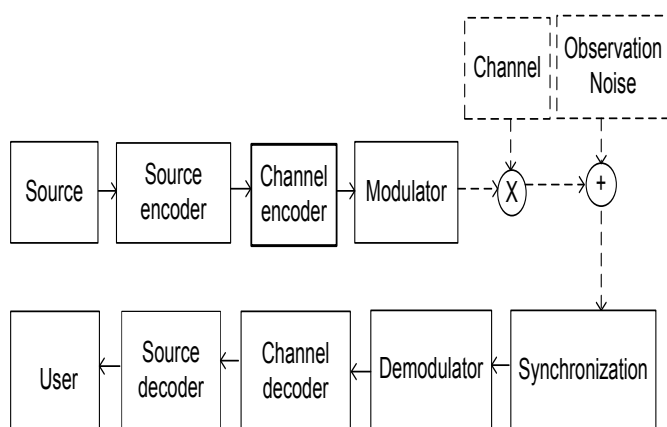 Channel
Observation
Noise
Source
Source
encoder
Channel
encoder
Modulator
X
+
User
Source
decoder
Channel
decoder
Demodulator
Synchronization